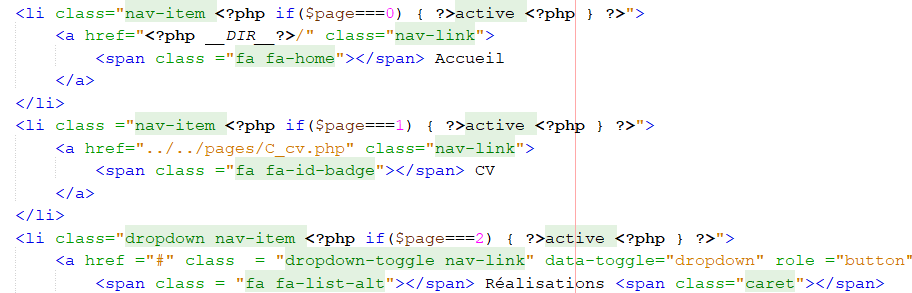 <li class="nav-item <?php if($page===0) { ?>active <?php } ?>">
<a href="<?php __DIR__?>/" class="nav-link">
<span class ="fa fa-home"></span> Accueil
</a>
</li>
<li class ="nav-item <?php if($page===1) { ?>active <?php } ?>">
<a href="../../pages/C_cv.php" class="nav-link">
<span class ="fa fa-id-badge"></span> CV
</a>
</li>
<li class="dropdown nav-item <?php if($page===2) { ?>active <?php } ?>">
<a href ="#" class  = "dropdown-toggle nav-link" data-toggle="dropdown" role ="button"
<span class = "fa fa-list-alt"></span> Réalisations <span class="caret"></span>